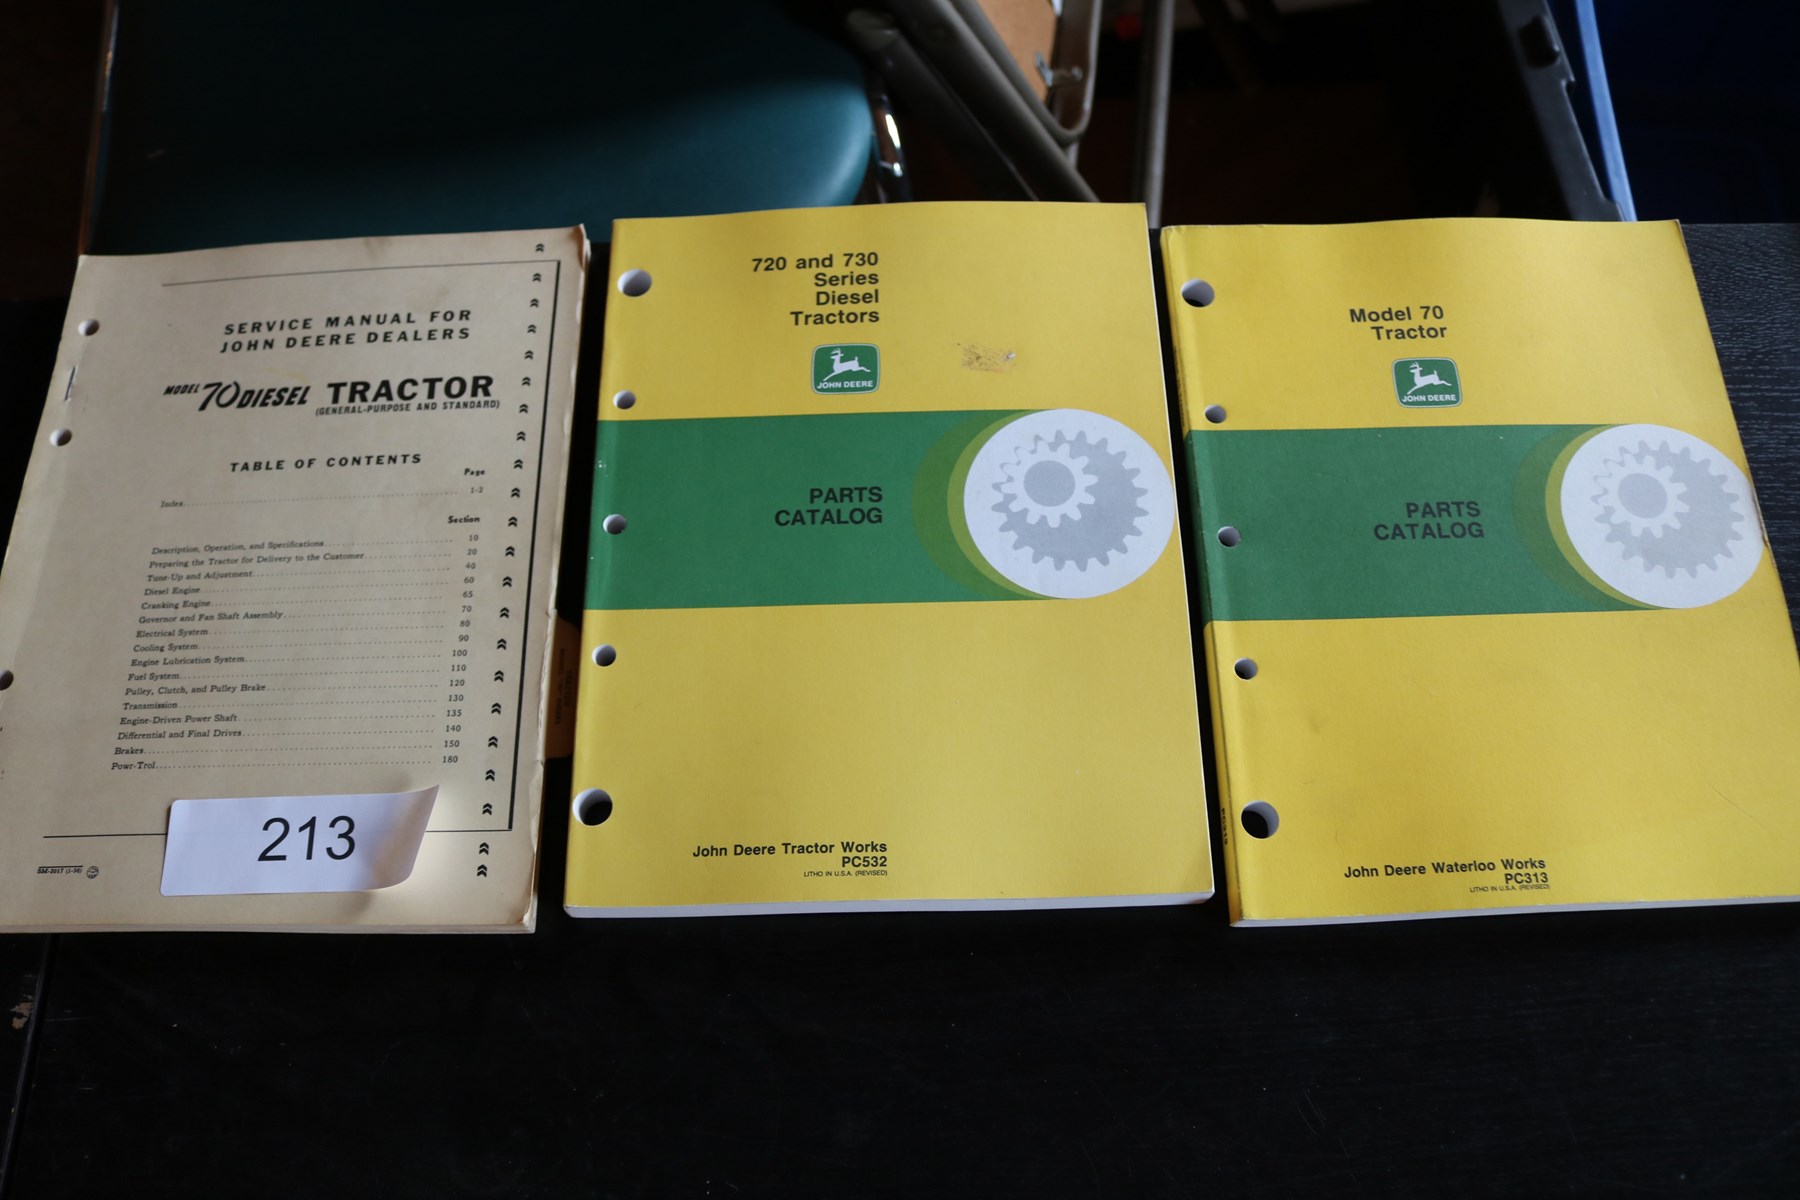 SERVICE MANUAL FOR
JOHN DEERE DEALERS
MODEL 70 DIESEL TRACTOR
(GENERAL-PURPOSE AND STANDARD)
TABLE OF CONTENTS
Page
Index 1-2
Section
Description, Operation, and Specifications 10
Preparing the Tractor for Delivery to the Customer 20
Tune-Up and Adjustment 40
Diesel Engine 60
Cranking Engine 65
Governor and Fan Shaft Assembly 70
Electrical System 80
Cooling System 90
Engine Lubrication System 100
Fuel System 110
Pulley, Clutch, and Pulley Brake 120
Transmission 130
Engine-Driven Power Shaft 135
Differential and Final Drives 140
Brakes 150
Powr-Trol 180
213
SM-2017
720 and 730
Series
Diesel
Tractors
JOHN DEERE
PARTS
CATALOG
John Deere Tractor Works
PC532
LITHO IN U.S.A. (REVISED)
Model 70
Tractor
JOHN DEERE
PARTS
CATALOG
John Deere Waterloo Works
PC313
LITHO IN U.S.A. (REVISED)
PC313